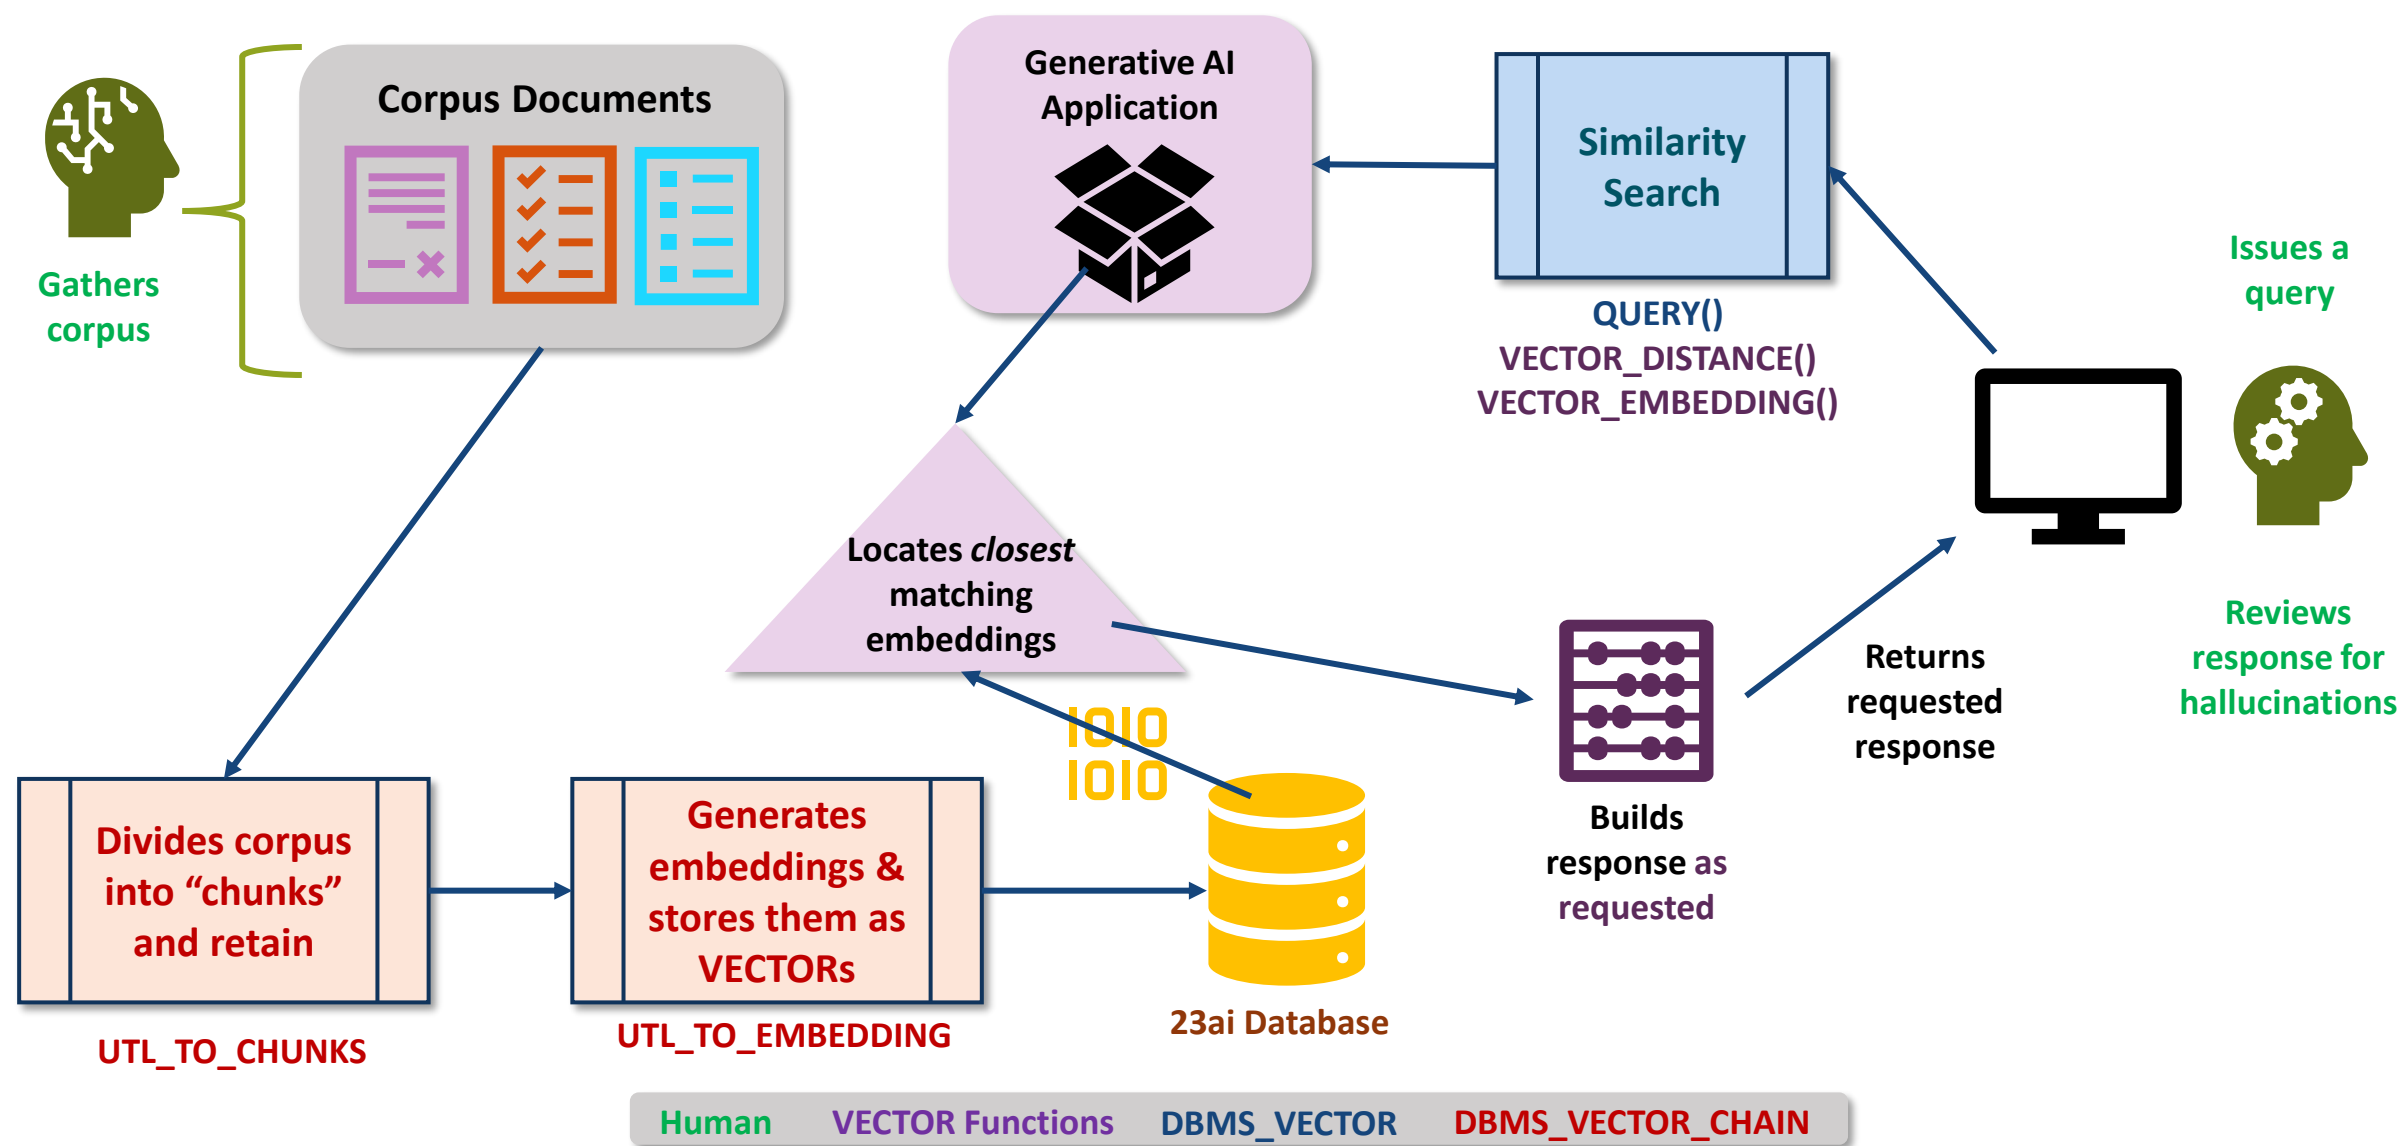 Corpus Documents
Gathers
corpus
Generative AI
Application
Similarity
Search
QUERY()
VECTOR_DISTANCE()
VECTOR_EMBEDDING()
Issues a
query
Locates closest
matching
embeddings
Reviews
response for
hallucinations
Returns
requested
response
Builds
response as
requested
1010
1010
Divides corpus
into “chunks”
and retain
UTL_TO_CHUNKS
Generates
embeddings &
stores them as
VECTORs
UTL_TO_EMBEDDING
23ai Database
Human VECTOR Functions DBMS_VECTOR DBMS_VECTOR_CHAIN